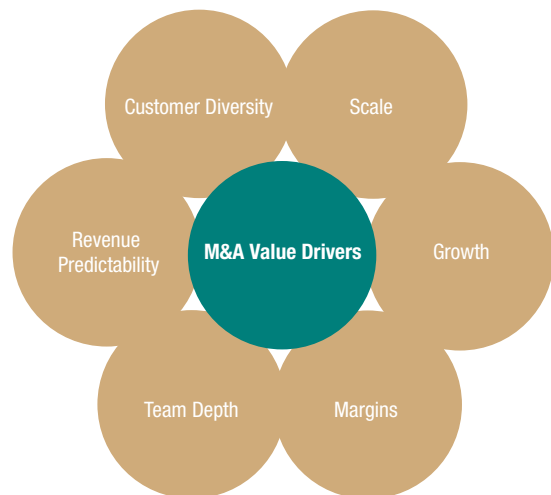 Customer Diversity
Scale
Revenue
Predictability
M&A Value Drivers
Growth
Team Depth
Margins